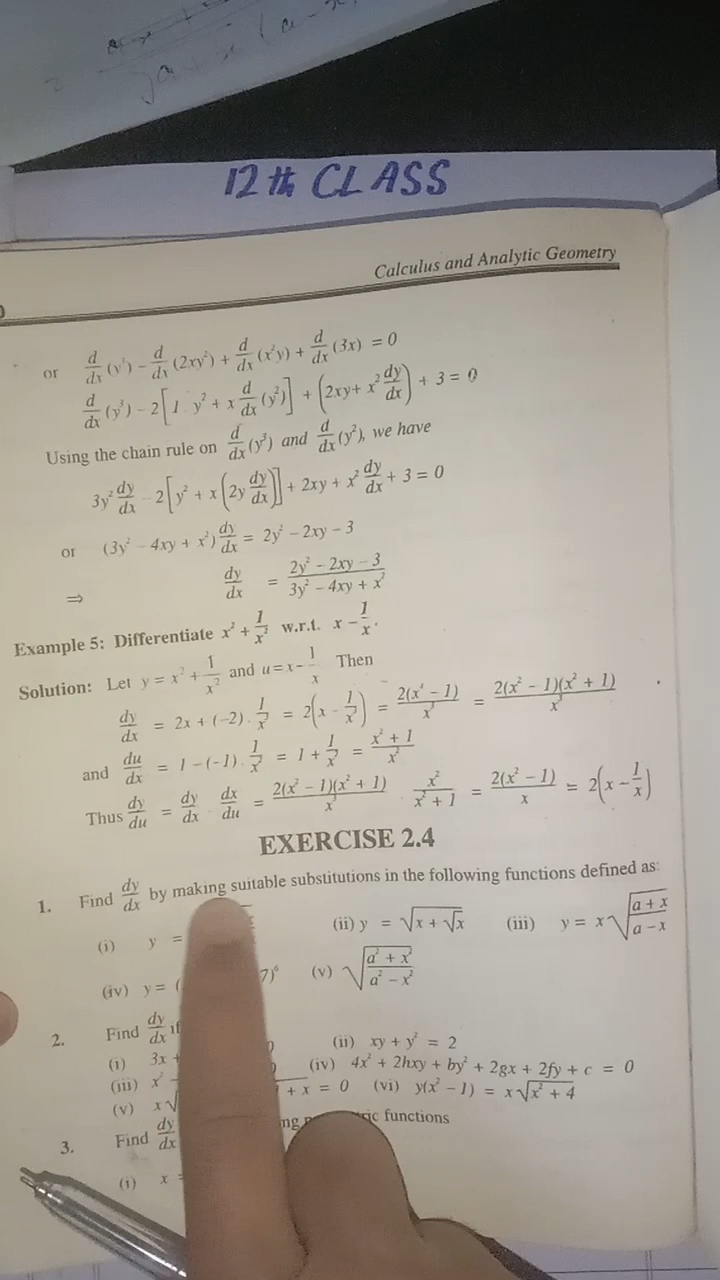 12th CLASS
Calculus and Analytic Geometry
or d/dx (y³) − d/dx (2xy²) + d/dx (x²y) + d/dx (3x) = 0
d/dx (y³) − 2[1 . y² + x d/dx (y²)] + (2xy + x² dy/dx) + 3 = 0
Using the chain rule on d/dx (y³) and d/dx (y²), we have
3y² dy/dx − 2[y² + x(2y dy/dx)] + 2xy + x² dy/dx + 3 = 0
or (3y² − 4xy + x²) dy/dx = 2y² − 2xy − 3
⇒ dy/dx = (2y² − 2xy − 3)/(3y² − 4xy + x²)
Example 5: Differentiate x² + 1/x² w.r.t. x − 1/x.
Solution: Let y = x² + 1/x² and u = x − 1/x Then
dy/dx = 2x + (−2) . 1/x³ = 2(x − 1/x³) = 2(x⁴ − 1)/x³ = 2(x² − 1)(x² + 1)/x³
and du/dx = 1 − (−1) . 1/x² = 1 + 1/x² = (x² + 1)/x²
Thus dy/du = dy/dx . dx/du = 2(x² − 1)(x² + 1)/x³ . x²/(x² + 1) = 2(x² − 1)/x = 2(x − 1/x)
EXERCISE 2.4
1. Find dy/dx by making suitable substitutions in the following functions defined as:
(i) y = (ii) y = √(x + √x) (iii) y = x√((a + x)/(a − x))
(iv) y = ( 7)⁶ (v) √((a² + x²)/(a² − x²))
2. Find dy/dx if
(i) 3x + (ii) xy + y² = 2
(iii) x² − (iv) 4x² + 2hxy + by² + 2gx + 2fy + c = 0
(v) x√ + x = 0 (vi) y(x² − 1) = x√(x² + 4)
3. Find dy/dx functions
(i) x